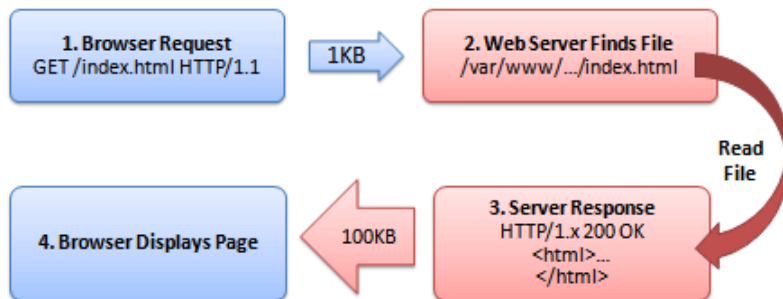 1. Browser Request
GET /index.html HTTP/1.1
1KB
2. Web Server Finds File
/var/www/.../index.html
Read
File
3. Server Response
HTTP/1.x 200 OK
<html>...
</html>
100KB
4. Browser Displays Page